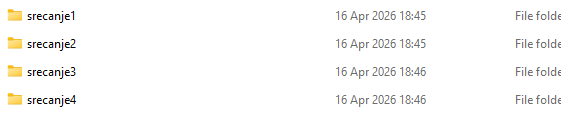 srecanje1 16 Apr 2026 18:45 File folde
srecanje2 16 Apr 2026 18:45 File folde
srecanje3 16 Apr 2026 18:46 File folde
srecanje4 16 Apr 2026 18:46 File folde